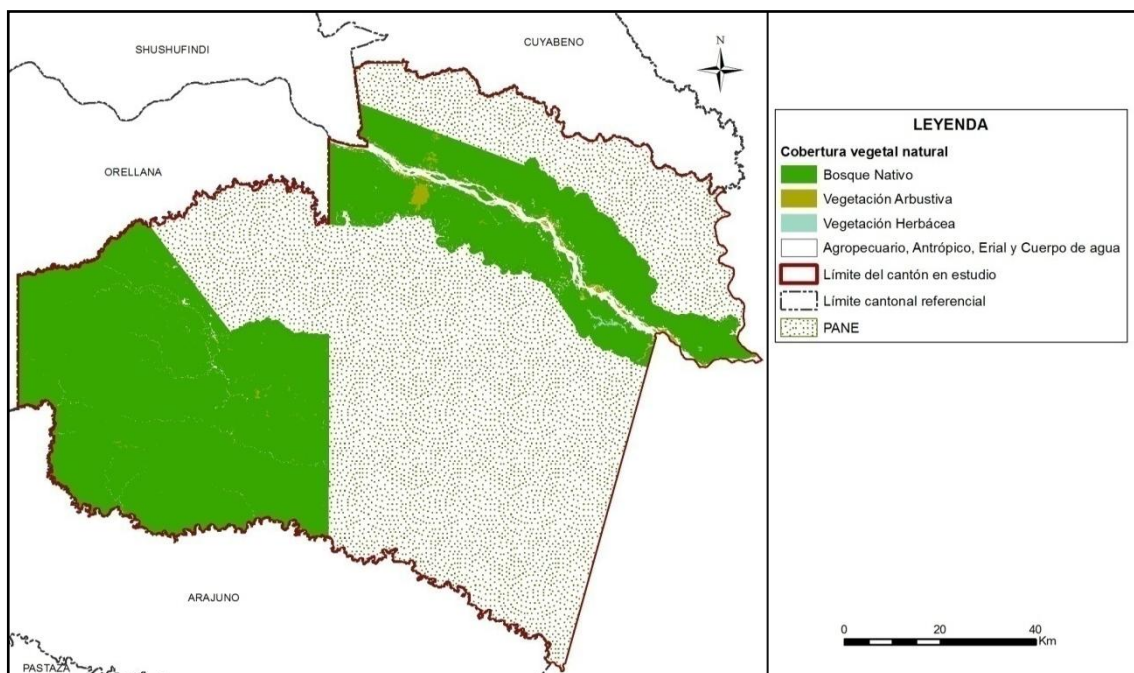 SHUSHUFINDI
CUYABENO
N
ORELLANA
ARAJUNO
PASTAZA
LEYENDA
Cobertura vegetal natural
Bosque Nativo
Vegetación Arbustiva
Vegetación Herbácea
Agropecuario, Antrópico, Erial y Cuerpo de agua
Límite del cantón en estudio
Límite cantonal referencial
PANE
0 20 40
Km